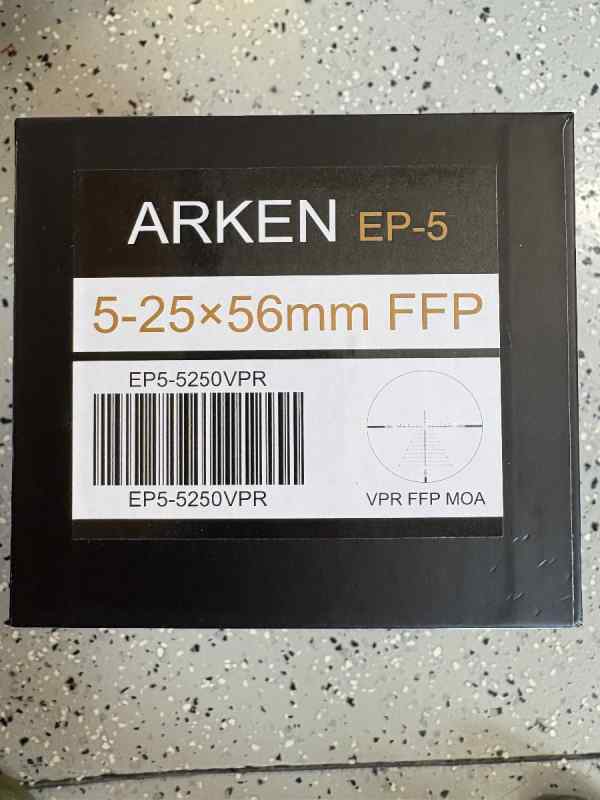 ARKEN EP-5
5-25×56mm FFP
EP5-5250VPR
EP5-5250VPR
VPR FFP MOA